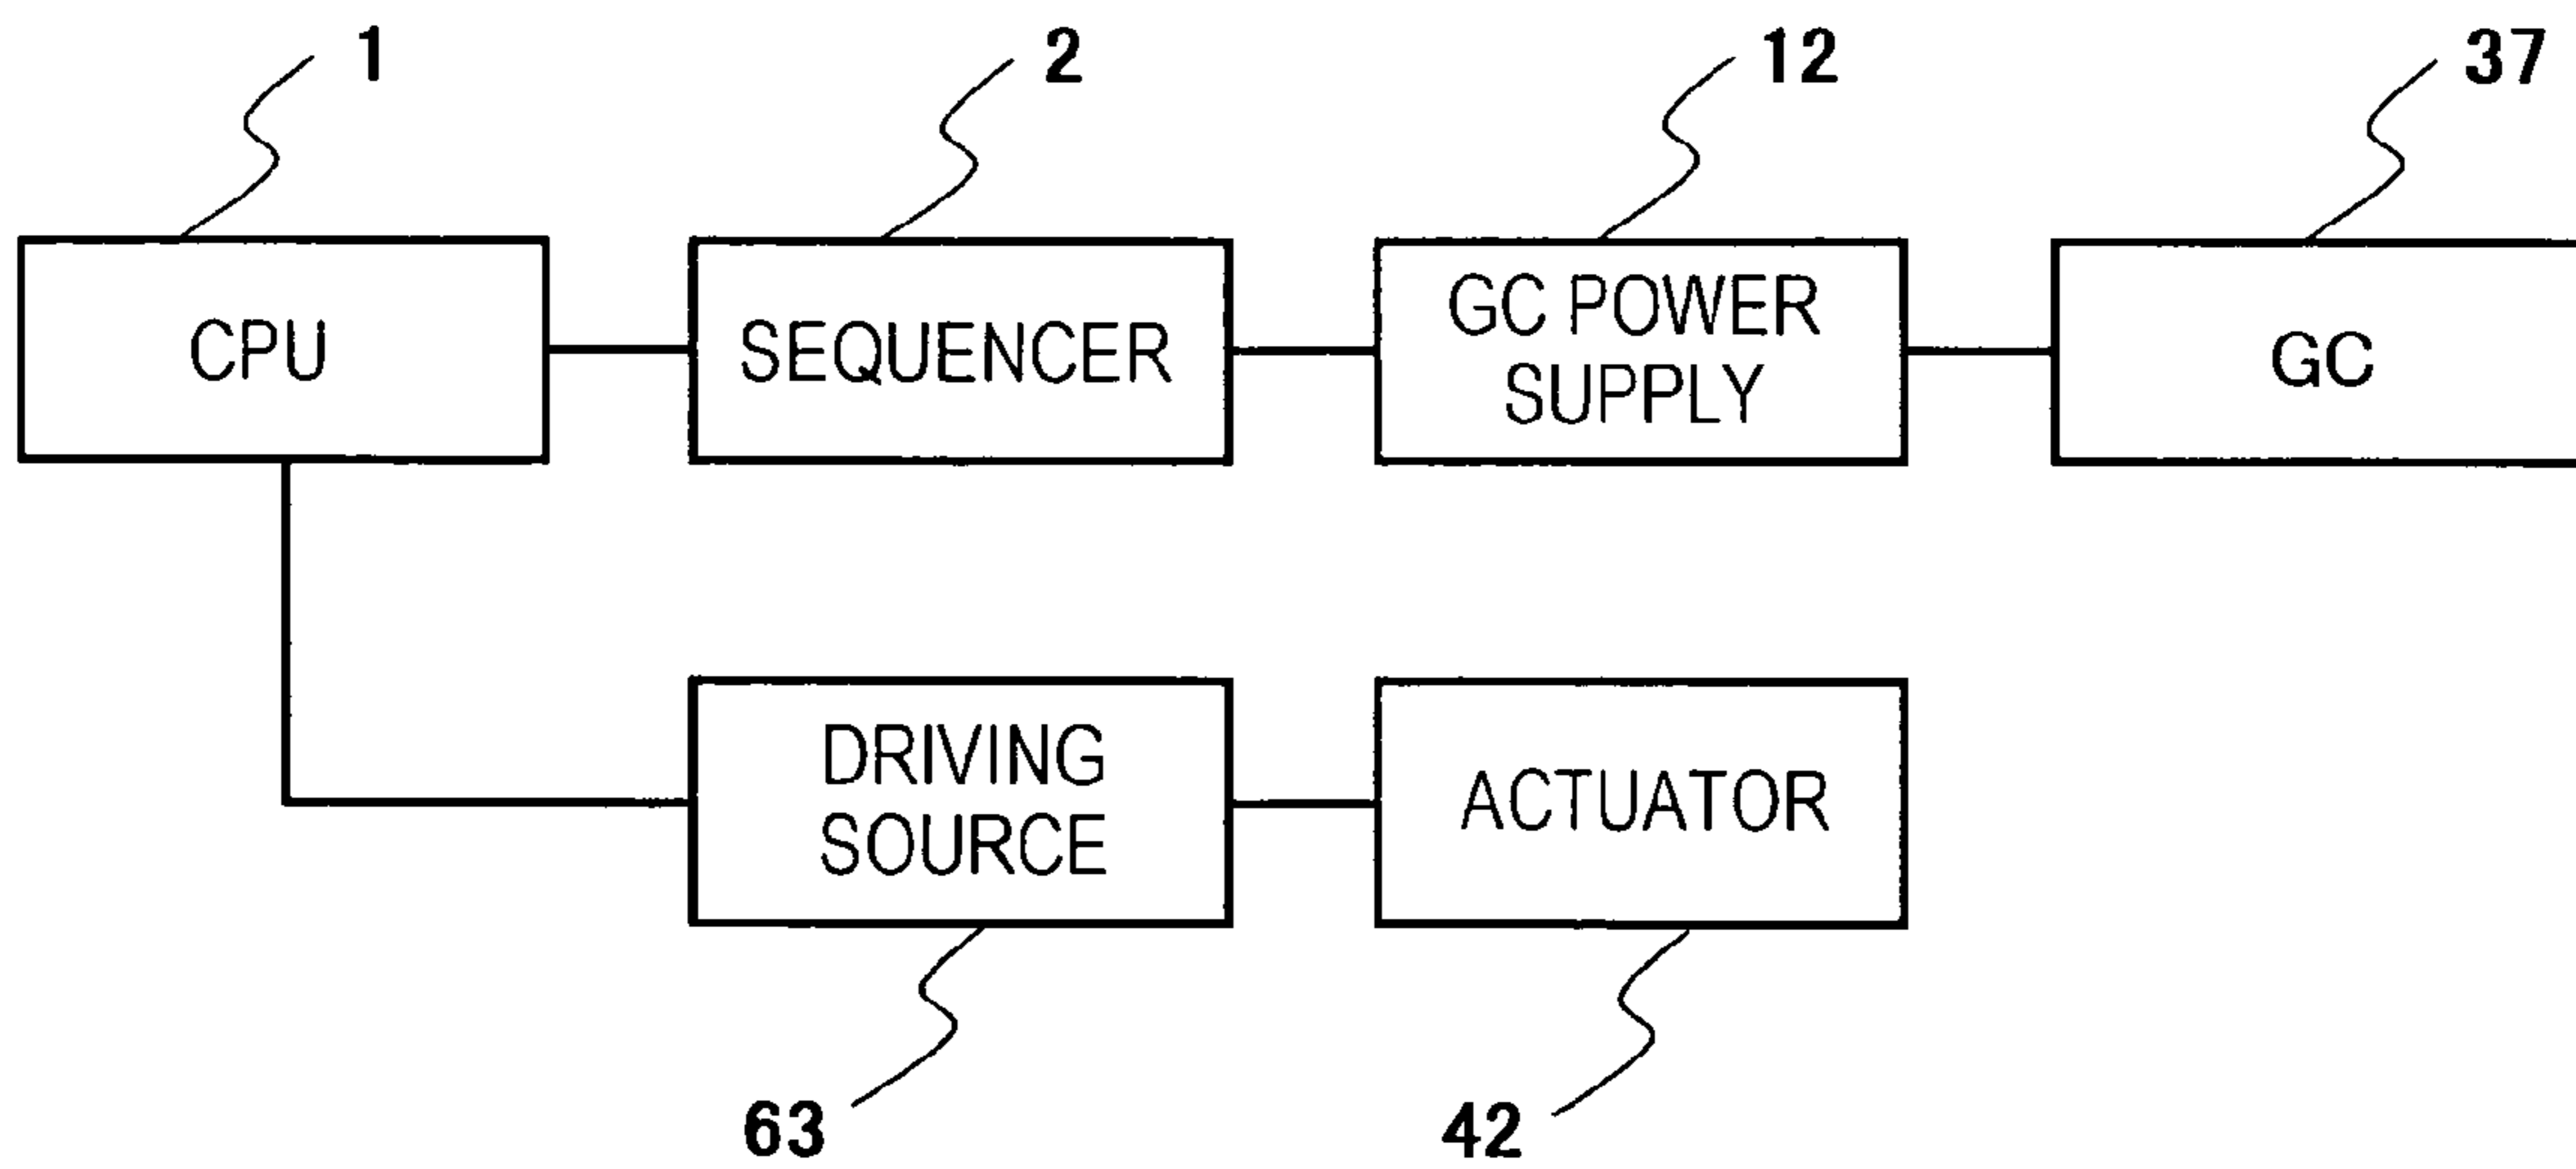 1
2
12
37
CPU
SEQUENCER
GC POWER
SUPPLY
GC
DRIVING
SOURCE
ACTUATOR
63
42